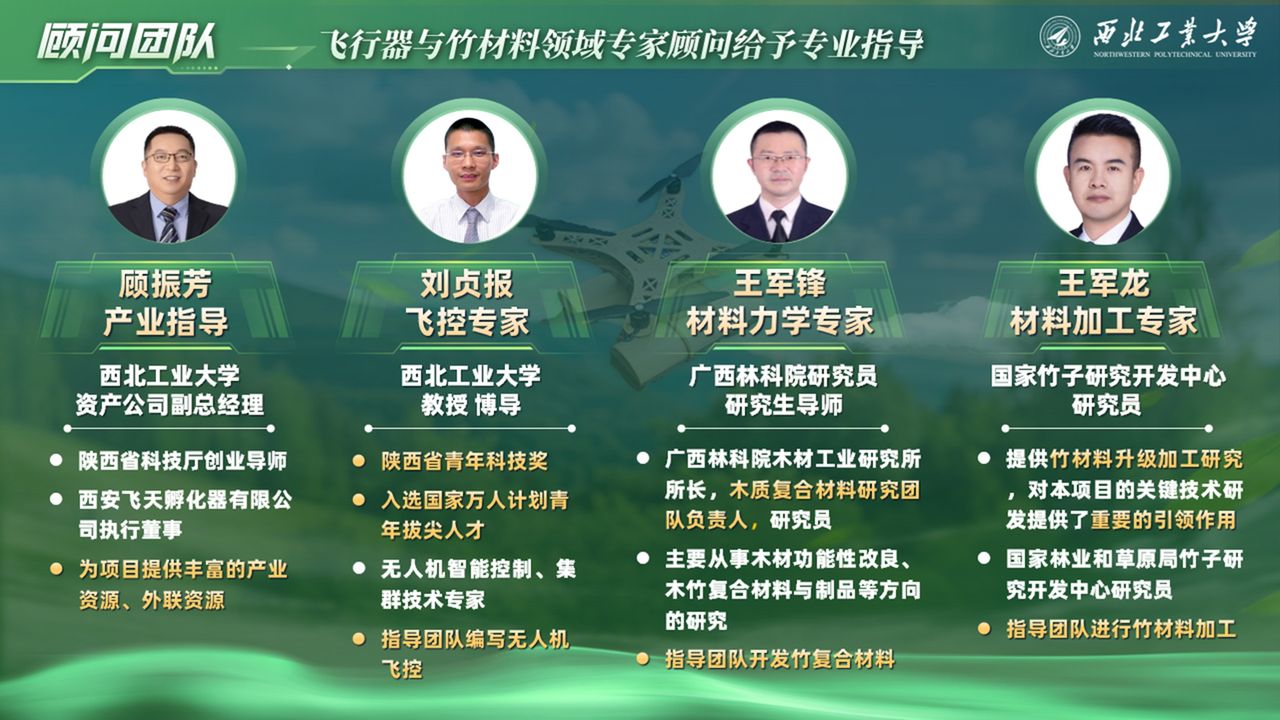 顾问团队
飞行器与竹材料领域专家顾问给予专业指导
西北工业大学
NORTHWESTERN POLYTECHNICAL UNIVERSITY
顾振芳
产业指导
西北工业大学
资产公司副总经理
陕西省科技厅创业导师
西安飞天孵化器有限公
司执行董事
为项目提供丰富的产业
资源、外联资源
刘贞报
飞控专家
西北工业大学
教授 博导
陕西省青年科技奖
入选国家万人计划青
年拔尖人才
无人机智能控制、集
群技术专家
指导团队编写无人机
飞控
王军锋
材料力学专家
广西林科院研究员
研究生导师
广西林科院木材工业研究所
所长，木质复合材料研究团
队负责人，研究员
主要从事木材功能性改良、
木竹复合材料与制品等方向
的研究
指导团队开发竹复合材料
王军龙
材料加工专家
国家竹子研究开发中心
研究员
提供竹材料升级加工研究
，对本项目的关键技术研
发提供了重要的引领作用
国家林业和草原局竹子研
究开发中心研究员
指导团队进行竹材料加工